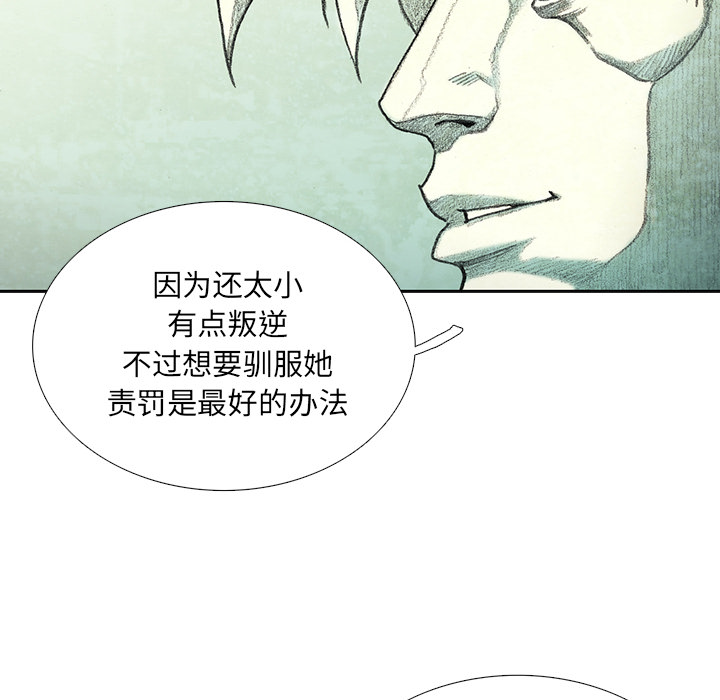 因为还太小
有点叛逆
不过想要驯服她
责罚是最好的办法